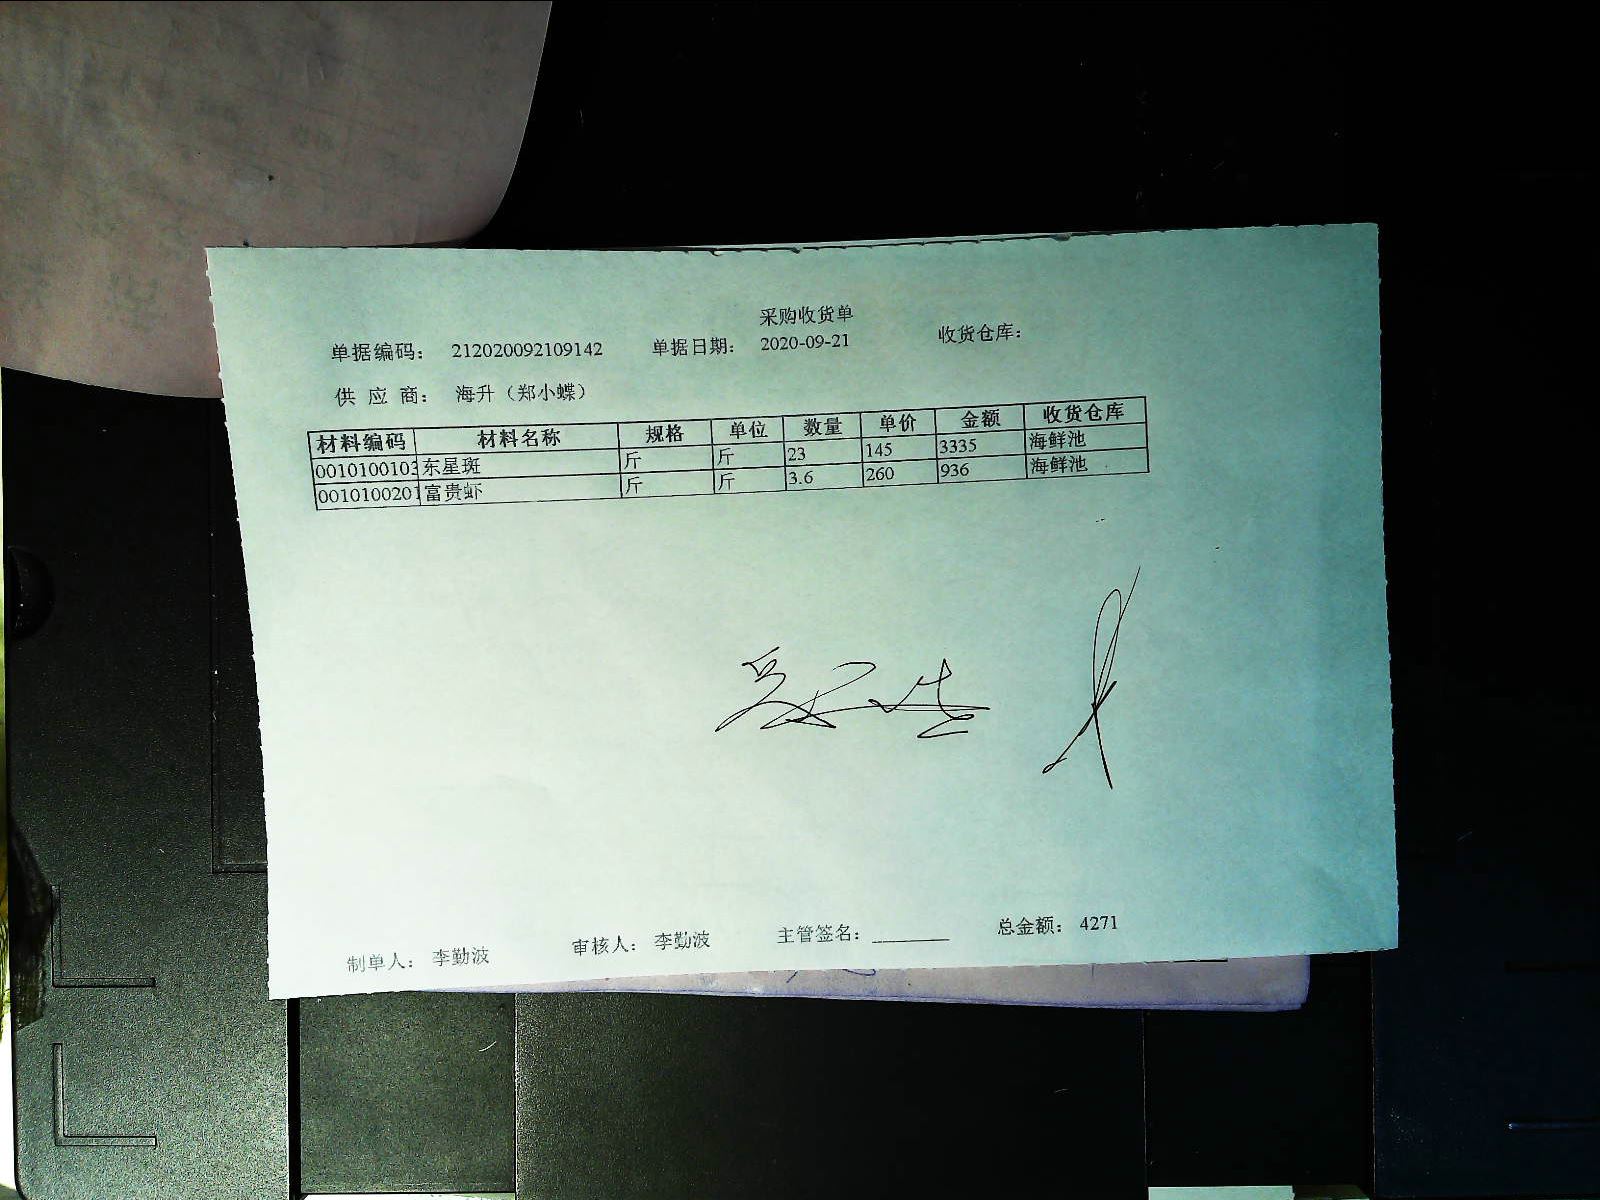 采购收货单
单据编码： 212020092109142 单据日期： 2020-09-21 收货仓库：
供 应 商： 海升（郑小蝶）
材料编码 材料名称 规格 单位 数量 单价 金额 收货仓库
0010100103 东星斑 斤 斤 23 145 3335 海鲜池
0010100201 富贵虾 斤 斤 3.6 260 936 海鲜池
制单人： 李勤波 审核人： 李勤波 主管签名： ________ 总金额： 4271